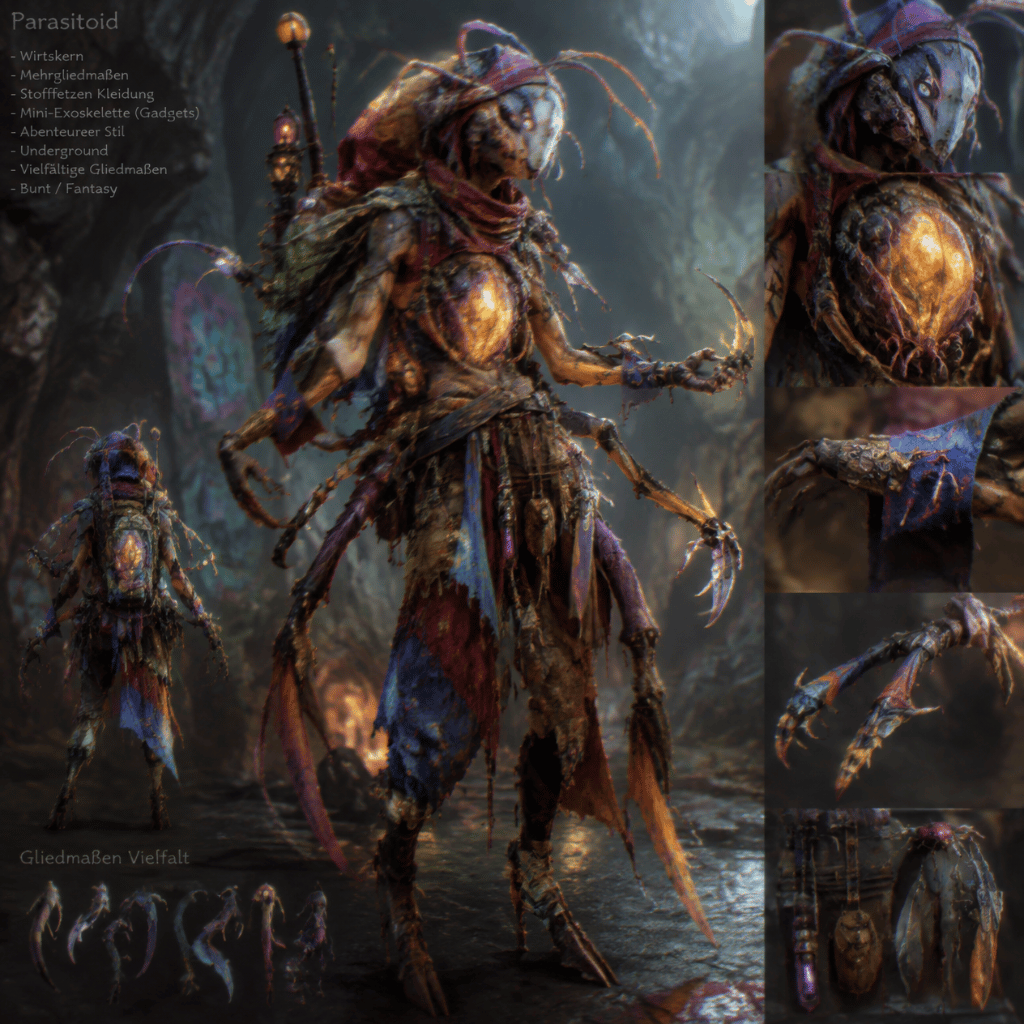 Parasitoid
- Wirtskern
- Mehrgliedmaßen
- Stofffetzen Kleidung
- Mini-Exoskelette (Gadgets)
- Abenteureer Stil
- Underground
- Vielfältige Gliedmaßen
- Bunt / Fantasy
Gliedmaßen Vielfalt